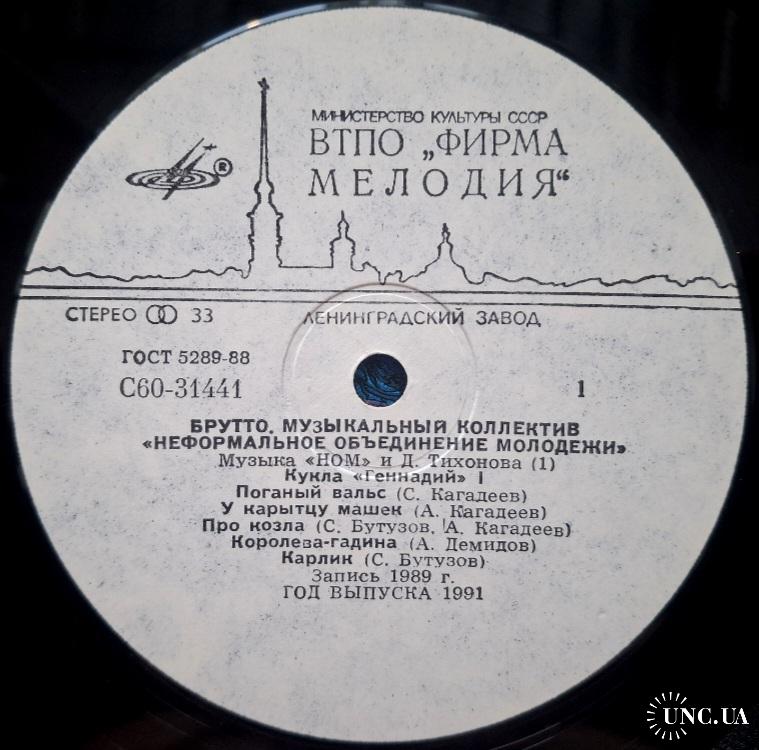 МИНИСТЕРСТВО КУЛЬТУРЫ СССР
ВТПО „ФИРМА
МЕЛОДИЯ“
®
СТЕРЕО 33
ЛЕНИНГРАДСКИЙ ЗАВОД
ГОСТ 5289-88
С60-31441
1
БРУТТО. МУЗЫКАЛЬНЫЙ КОЛЛЕКТИВ
«НЕФОРМАЛЬНОЕ ОБЪЕДИНЕНИЕ МОЛОДЕЖИ»
Музыка «НОМ» и Д. Тихонова (1)
Кукла «Геннадий» I
Поганый вальс (С. Кагадеев)
У карытцу машек (А. Кагадеев)
Про козла (С. Бутузов, А. Кагадеев)
Королева-гадина (А. Демидов)
Карлик (С. Бутузов)
Запись 1989 г.
ГОД ВЫПУСКА 1991
UNC.UA